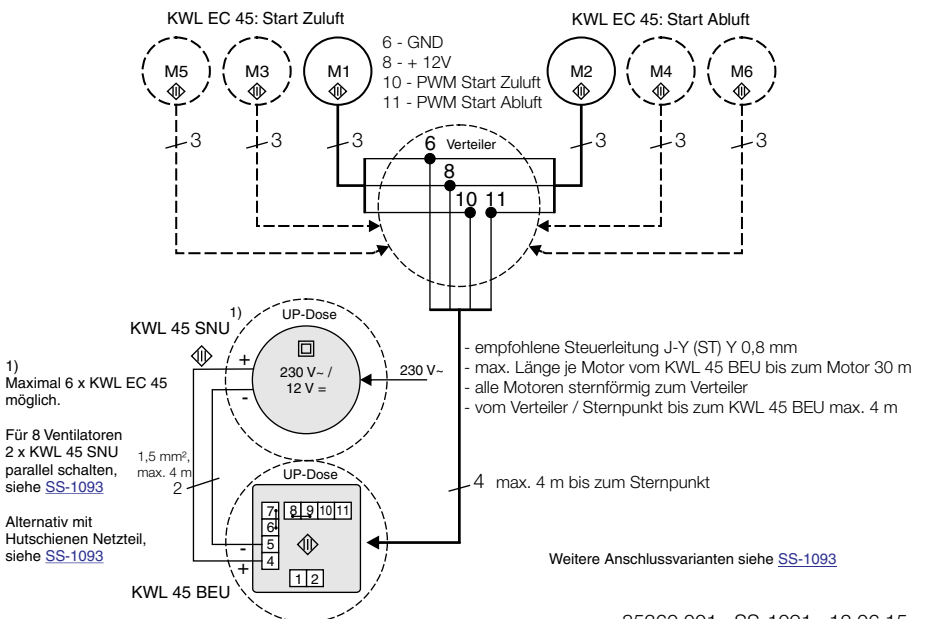 KWL EC 45: Start Zuluft
KWL EC 45: Start Abluft
M5
M3
M1
6 - GND
8 - + 12V
10 - PWM Start Zuluft
11 - PWM Start Abluft
M2
M4
M6
3
3
3
3
3
3
6
Verteiler
8
10
11
KWL 45 SNU
1)
UP-Dose
+
-
230 V~ /
12 V =
230 V~
1)
Maximal 6 x KWL EC 45
möglich.
Für 8 Ventilatoren
2 x KWL 45 SNU
parallel schalten,
siehe SS-1093
Alternativ mit
Hutschienen Netzteil,
siehe SS-1093
1,5 mm²,
max. 4 m
2
- empfohlene Steuerleitung J-Y (ST) Y 0,8 mm
- max. Länge je Motor vom KWL 45 BEU bis zum Motor 30 m
- alle Motoren sternförmig zum Verteiler
- vom Verteiler / Sternpunkt bis zum KWL 45 BEU max. 4 m
UP-Dose
7
8
9
10
11
6
5
4
1
2
-
+
KWL 45 BEU
4
max. 4 m bis zum Sternpunkt
Weitere Anschlussvarianten siehe SS-1093